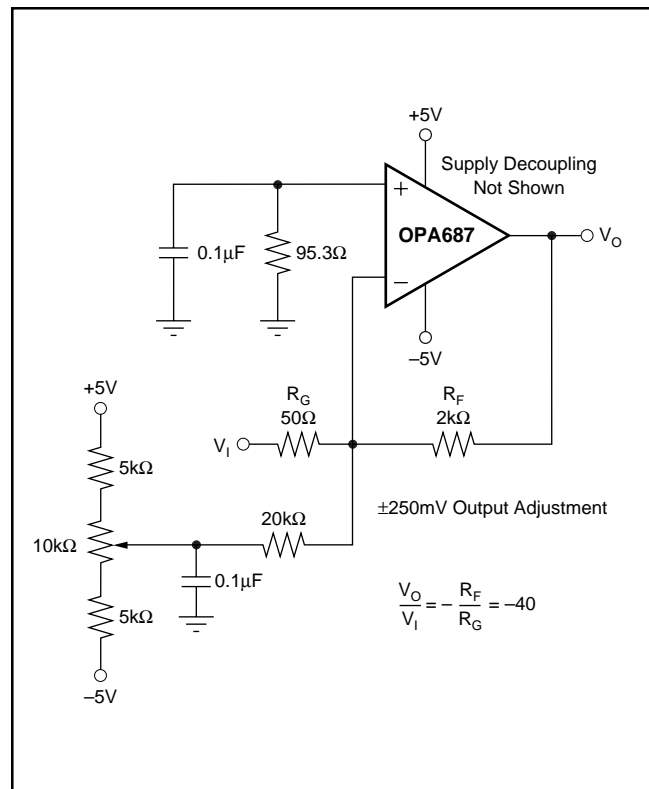 +5V
Supply Decoupling
Not Shown
+
OPA687
–
0.1µF
95.3Ω
V_O
–5V
+5V
R_G
50Ω
R_F
2kΩ
V_I
5kΩ
20kΩ
±250mV Output Adjustment
10kΩ
0.1µF
V_O/V_I = – R_F/R_G = –40
5kΩ
–5V